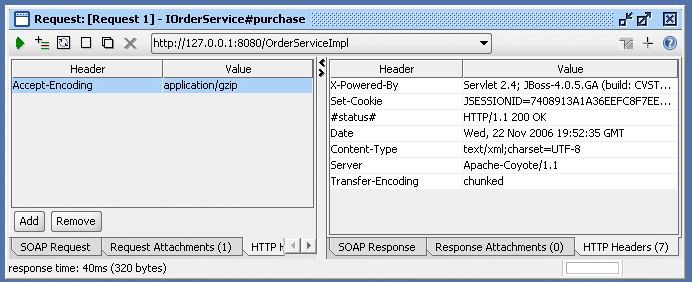 Request: [Request 1] - IOrderService#purchase
http://127.0.0.1:8080/OrderServiceImpl
Header Value
Accept-Encoding application/gzip
Add Remove
SOAP Request Request Attachments (1) HTTP H
Header Value
X-Powered-By Servlet 2.4; JBoss-4.0.5.GA (build: CVST...
Set-Cookie JSESSIONID=7408913A1A36EEFC8F7EE...
#status# HTTP/1.1 200 OK
Date Wed, 22 Nov 2006 19:52:35 GMT
Content-Type text/xml;charset=UTF-8
Server Apache-Coyote/1.1
Transfer-Encoding chunked
SOAP Response Response Attachments (0) HTTP Headers (7)
response time: 40ms (320 bytes)